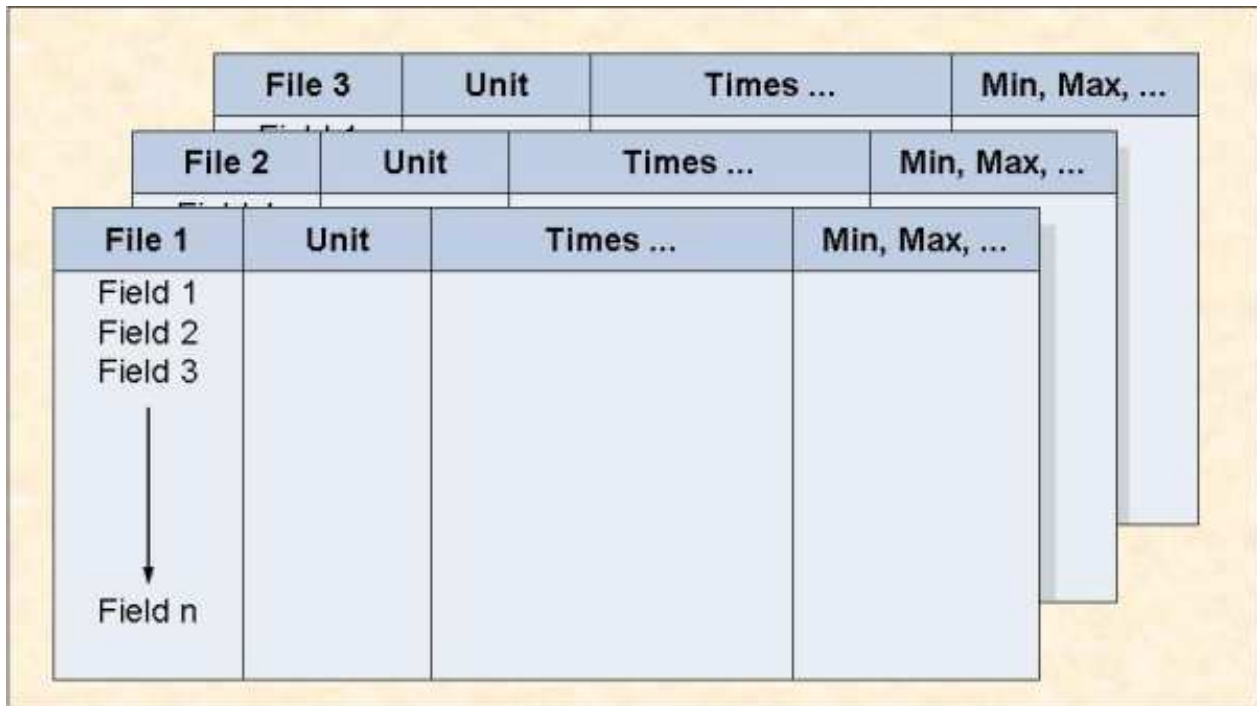 File 3 Unit Times ... Min, Max, ...
File 2 Unit Times ... Min, Max, ...
File 1 Unit Times ... Min, Max, ...
Field 1
Field 2
Field 3
Field n